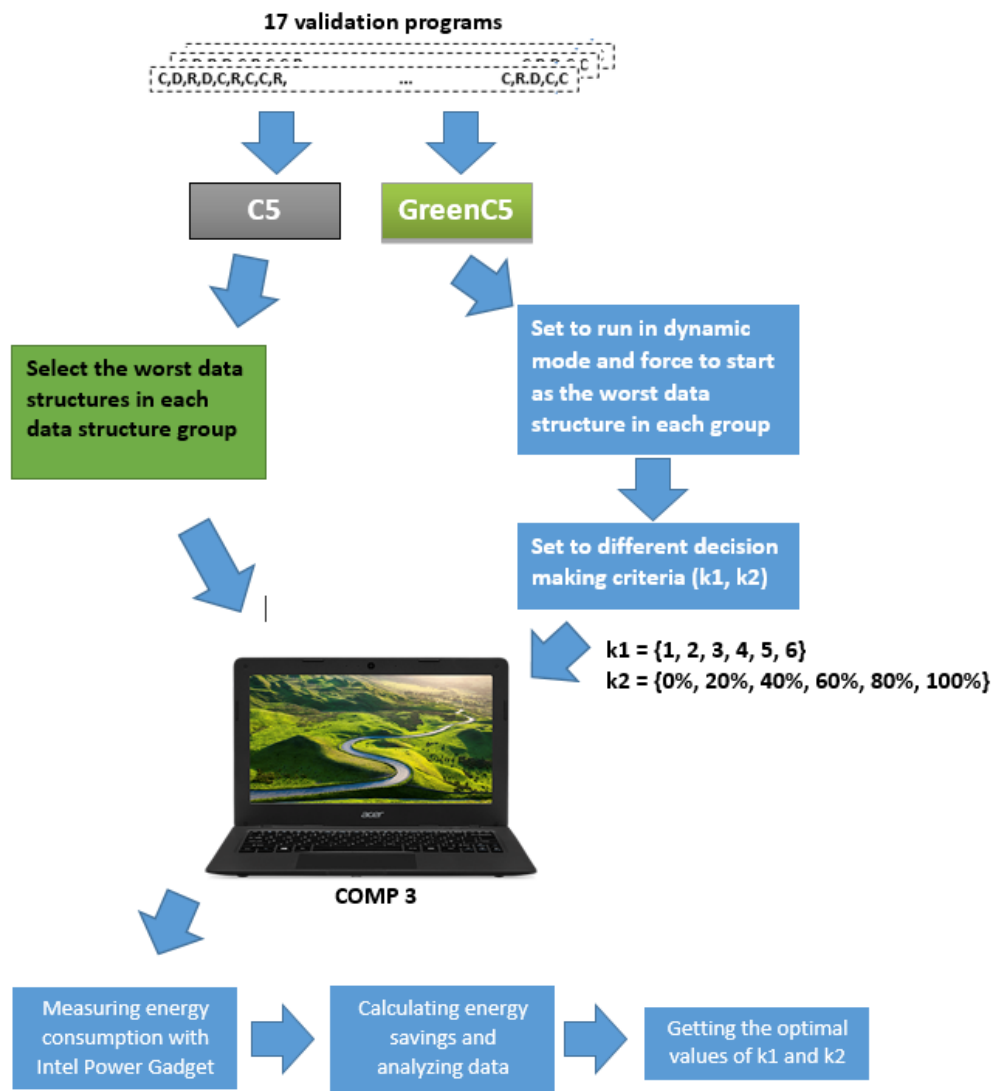 17 validation programs
C,D,R,D,C,R,C,C,R, ... C,R.D,C,C
C5
GreenC5
Select the worst data
structures in each
data structure group
Set to run in dynamic
mode and force to start
as the worst data
structure in each group
Set to different decision
making criteria (k1, k2)
k1 = {1, 2, 3, 4, 5, 6}
k2 = {0%, 20%, 40%, 60%, 80%, 100%}
acer
COMP 3
Measuring energy
consumption with
Intel Power Gadget
Calculating energy
savings and
analyzing data
Getting the optimal
values of k1 and k2